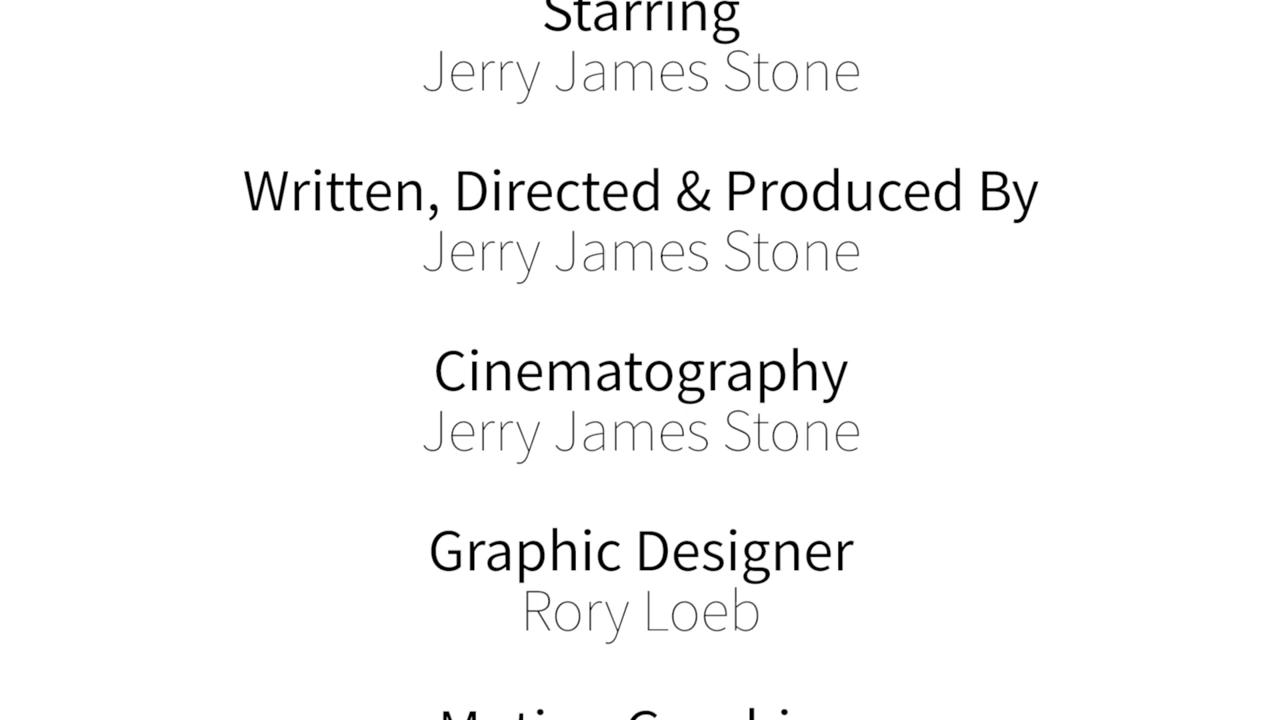 Starring
Jerry James Stone
Written, Directed & Produced By
Jerry James Stone
Cinematography
Jerry James Stone
Graphic Designer
Rory Loeb